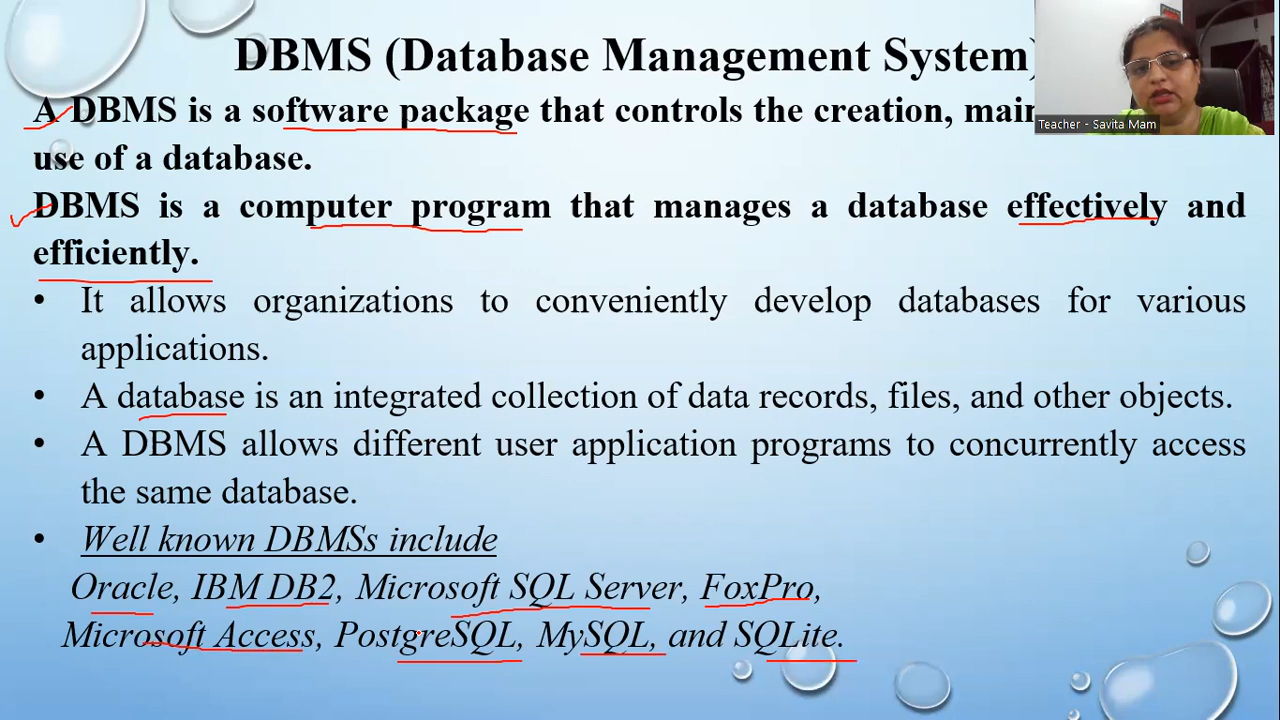 DBMS (Database Management System)
A DBMS is a software package that controls the creation,
use of a database.
DBMS is a computer program that manages a database effectively and
efficiently.
• It allows organizations to conveniently develop databases for various
applications.
• A database is an integrated collection of data records, files, and other objects.
• A DBMS allows different user application programs to concurrently access
the same database.
• Well known DBMSs include
Oracle, IBM DB2, Microsoft SQL Server, FoxPro,
Microsoft Access, PostgreSQL, MySQL, and SQLite.
Teacher - Savita Mam